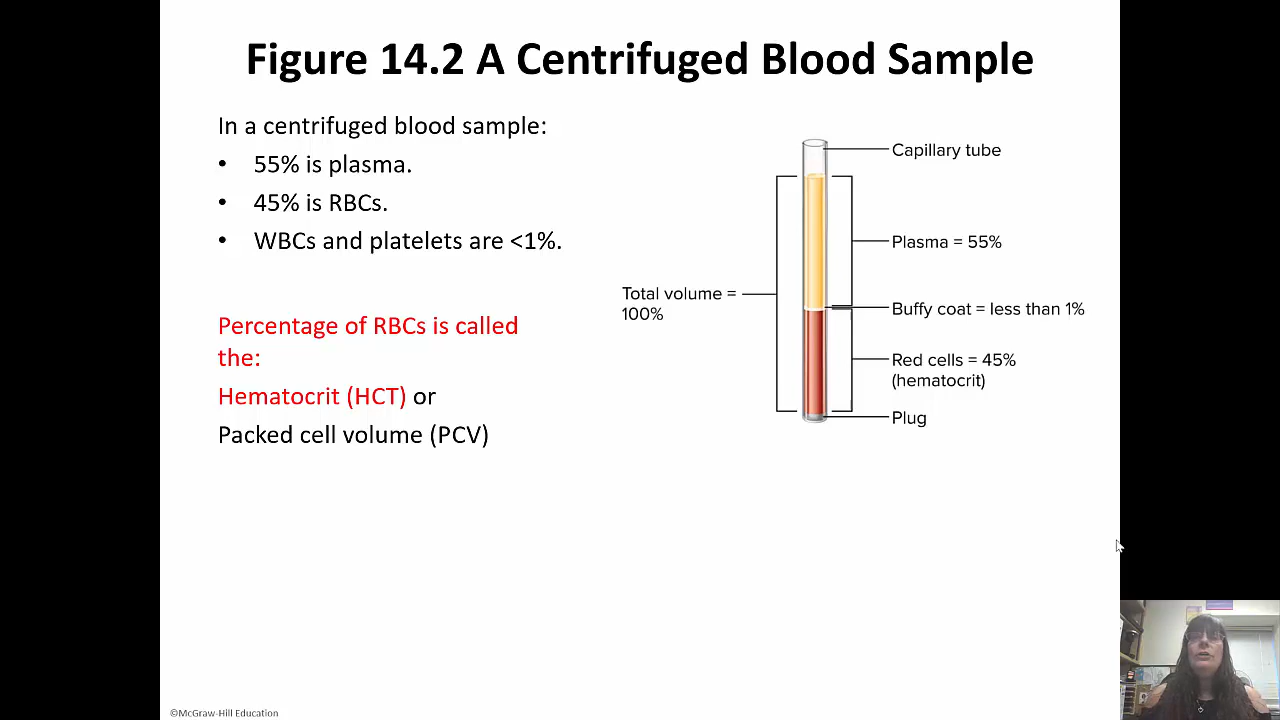 Figure 14.2 A Centrifuged Blood Sample
In a centrifuged blood sample:
• 55% is plasma.
• 45% is RBCs.
• WBCs and platelets are <1%.
Percentage of RBCs is called
the:
Hematocrit (HCT) or
Packed cell volume (PCV)
Capillary tube
Plasma = 55%
Total volume =
100%
Buffy coat = less than 1%
Red cells = 45%
(hematocrit)
Plug
©McGraw-Hill Education